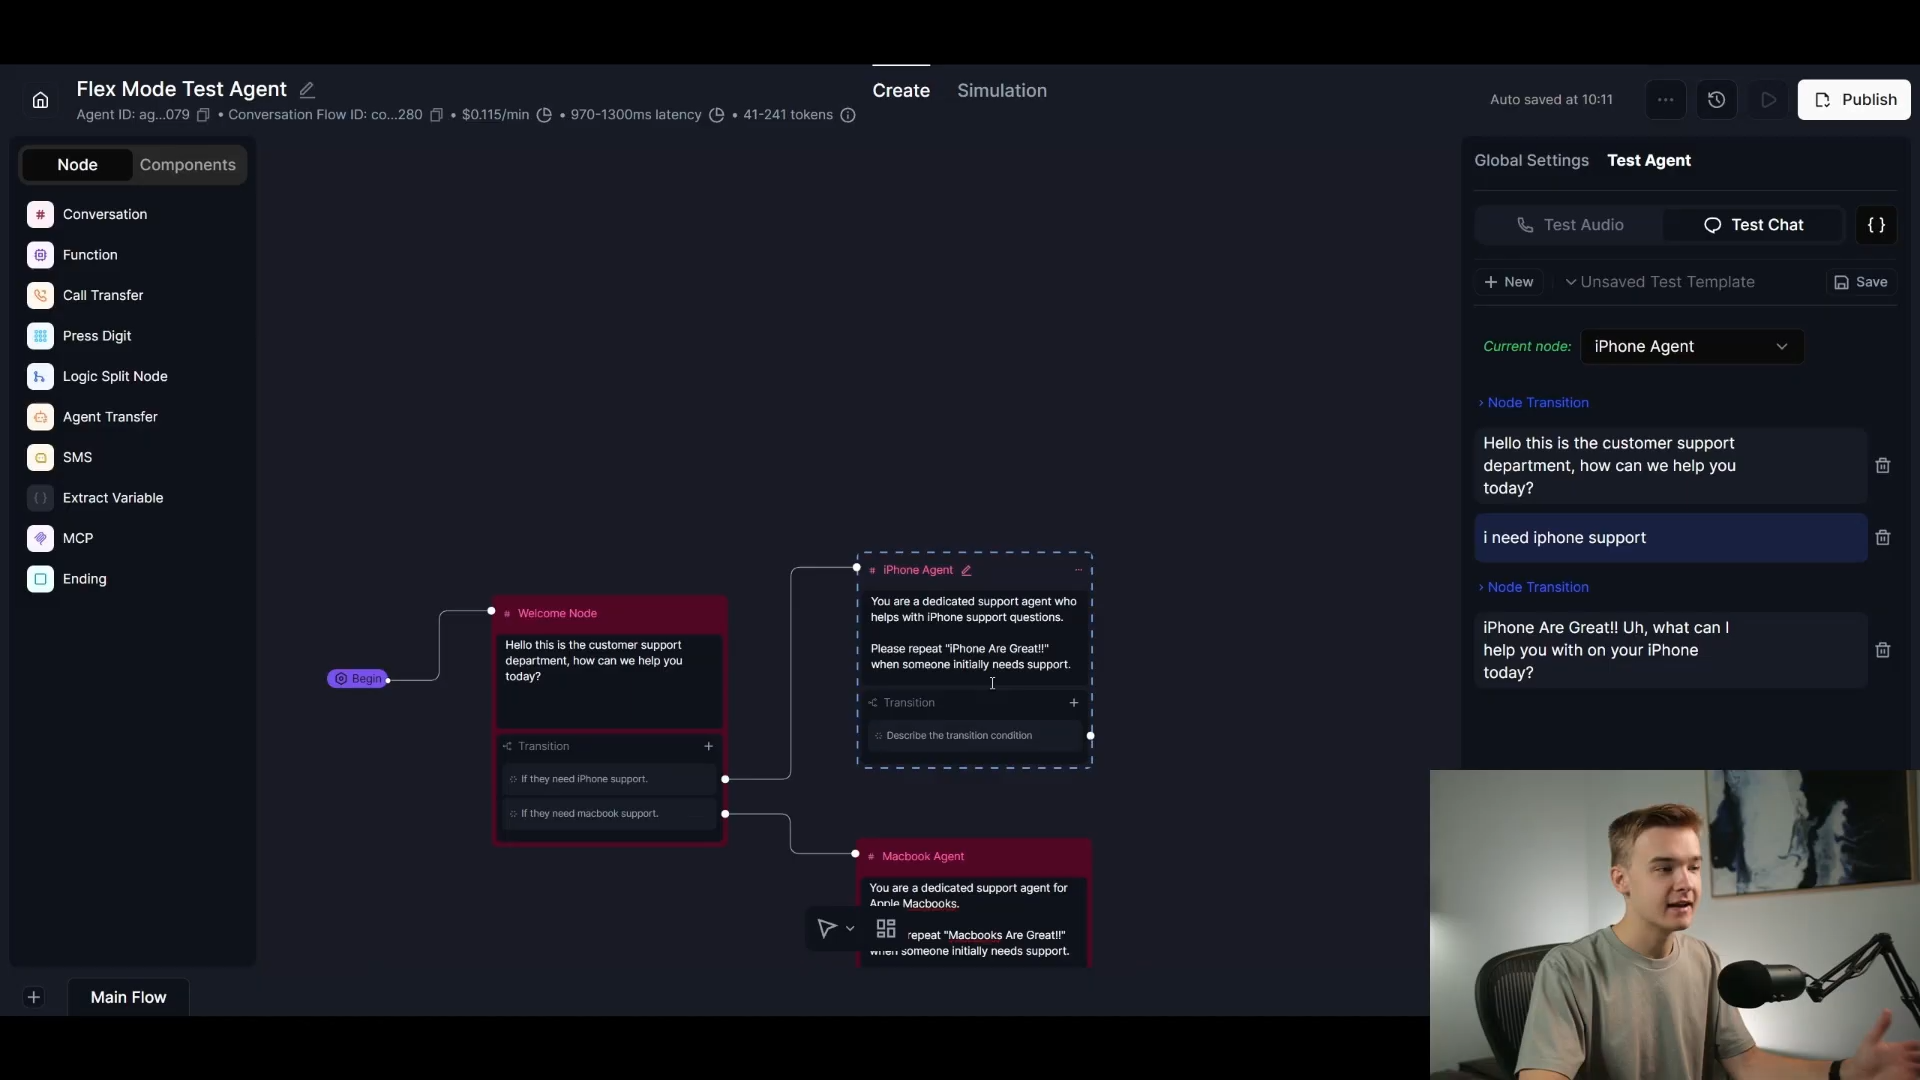 Flex Mode Test Agent
Agent ID: ag...079 • Conversation Flow ID: co...280 • $0.115/min • 970-1300ms latency • 41-241 tokens
Create
Simulation
Auto saved at 10:11
Publish
Node
Components
Conversation
Function
Call Transfer
Press Digit
Logic Split Node
Agent Transfer
SMS
Extract Variable
MCP
Ending
Begin
# Welcome Node
Hello this is the customer support
department, how can we help you
today?
Transition
If they need iPhone support.
If they need macbook support.
# iPhone Agent
You are a dedicated support agent who
helps with iPhone support questions.
Please repeat "iPhone Are Great!!"
when someone initially needs support.
Transition
Describe the transition condition
# Macbook Agent
You are a dedicated support agent for
Apple Macbooks.
repeat "Macbooks Are Great!!"
when someone initially needs support.
Main Flow
Global Settings
Test Agent
Test Audio
Test Chat
{ }
+ New
Unsaved Test Template
Save
Current node:
iPhone Agent
› Node Transition
Hello this is the customer support
department, how can we help you
today?
i need iphone support
› Node Transition
iPhone Are Great!! Uh, what can I
help you with on your iPhone
today?